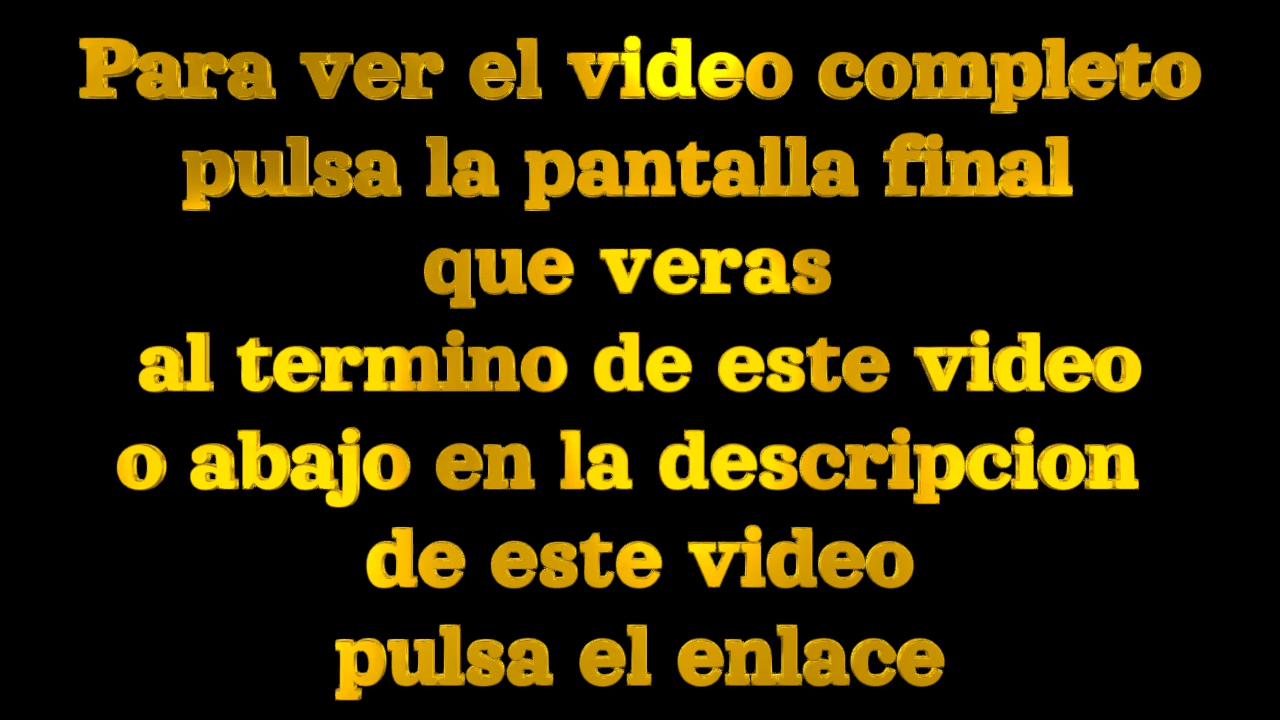 Para ver el video completo
pulsa la pantalla final
que veras
al termino de este video
o abajo en la descripcion
de este video
pulsa el enlace